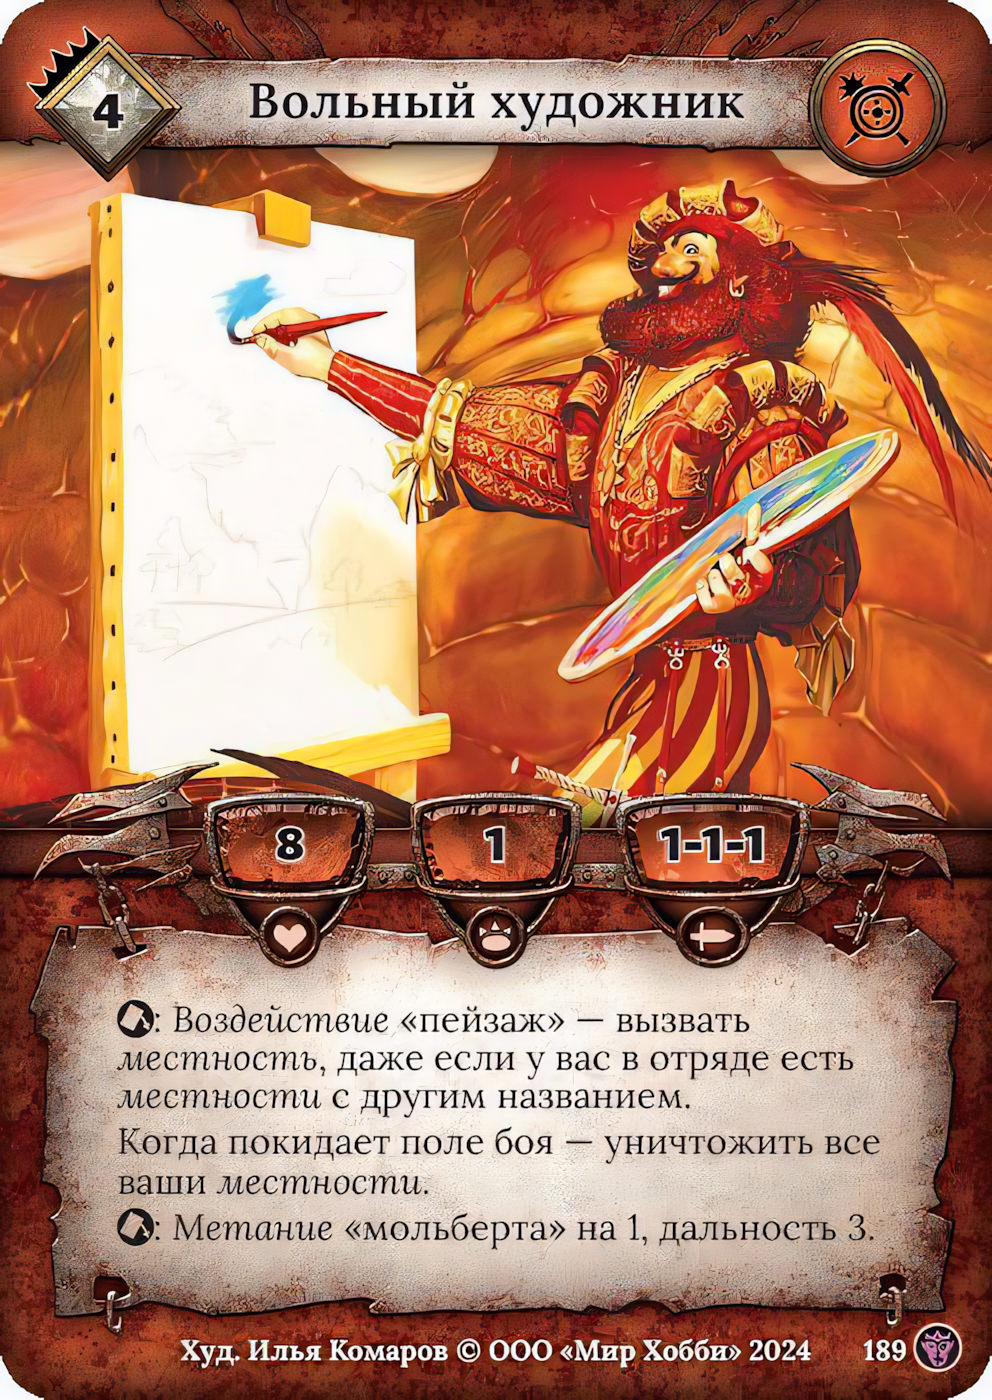 4
Вольный художник
8
1
1-1-1
: Воздействие «пейзаж» — вызвать
местность, даже если у вас в отряде есть
местности с другим названием.
Когда покидает поле боя — уничтожить все
ваши местности.
: Метание «мольберта» на 1, дальность 3.
Худ. Илья Комаров © ООО «Мир Хобби» 2024
189